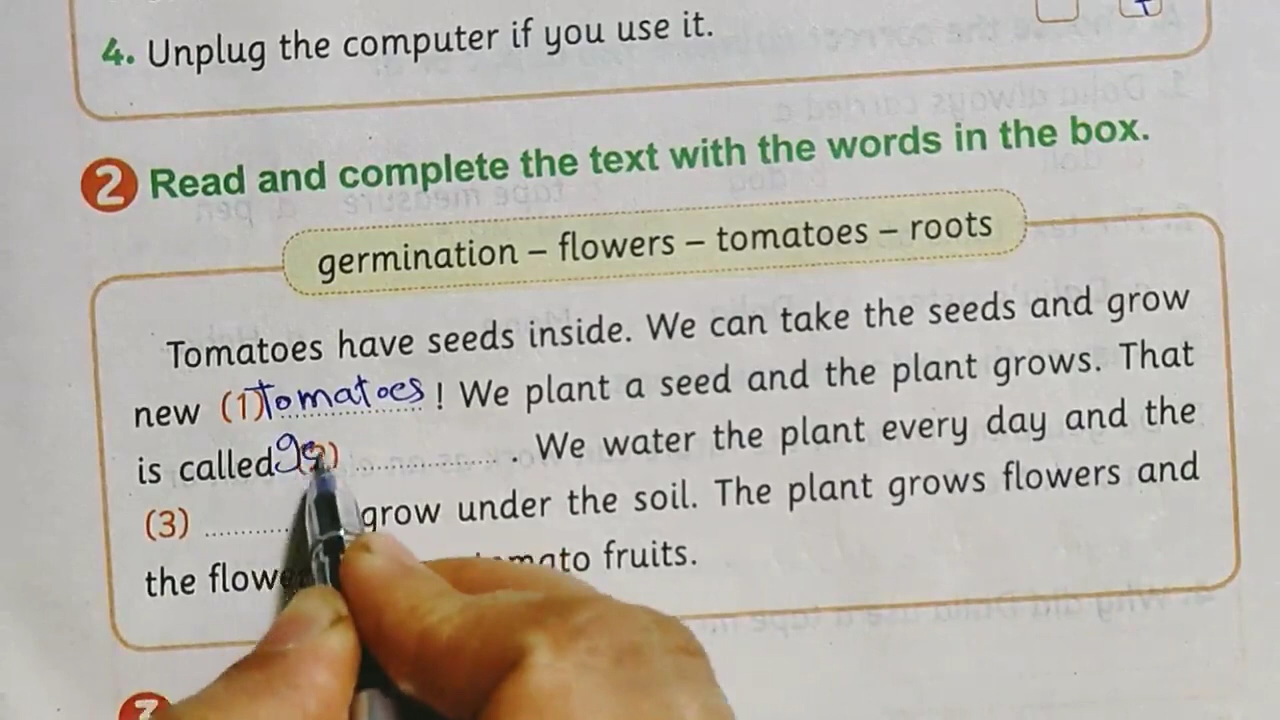 4. Unplug the computer if you use it.
2 Read and complete the text with the words in the box.
germination – flowers – tomatoes – roots
Tomatoes have seeds inside. We can take the seeds and grow
new (1) Tomatoes ! We plant a seed and the plant grows. That
is called ge (2) ............ . We water the plant every day and the
(3) ............ grow under the soil. The plant grows flowers and
the fruits.